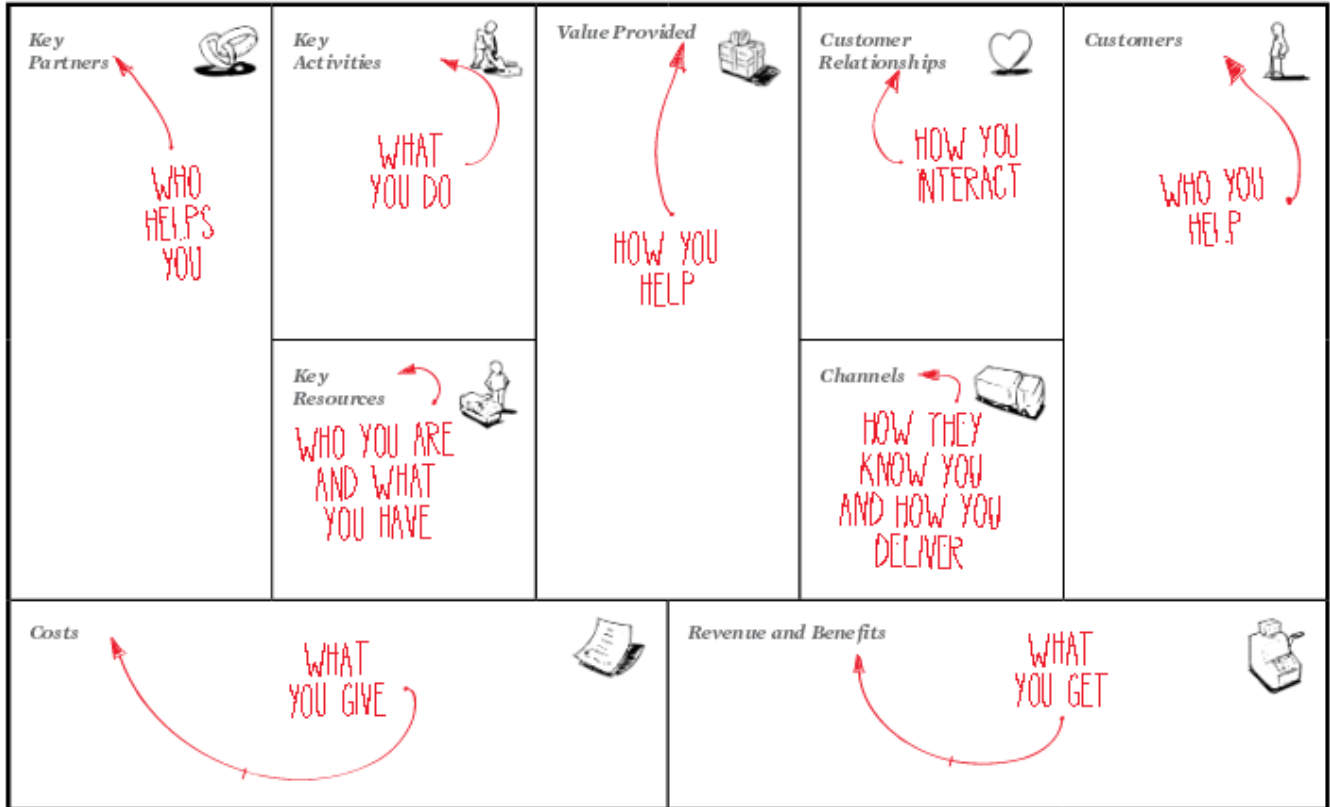 Key
Partners
WHO
HELPS
YOU
Key
Activities
WHAT
YOU DO
Key
Resources
WHO YOU ARE
AND WHAT
YOU HAVE
Value Provided
HOW YOU
HELP
Customer
Relationships
HOW YOU
INTERACT
Channels
HOW THEY
KNOW YOU
AND HOW YOU
DELIVER
Customers
WHO YOU
HELP
Costs
WHAT
YOU GIVE
Revenue and Benefits
WHAT
YOU GET